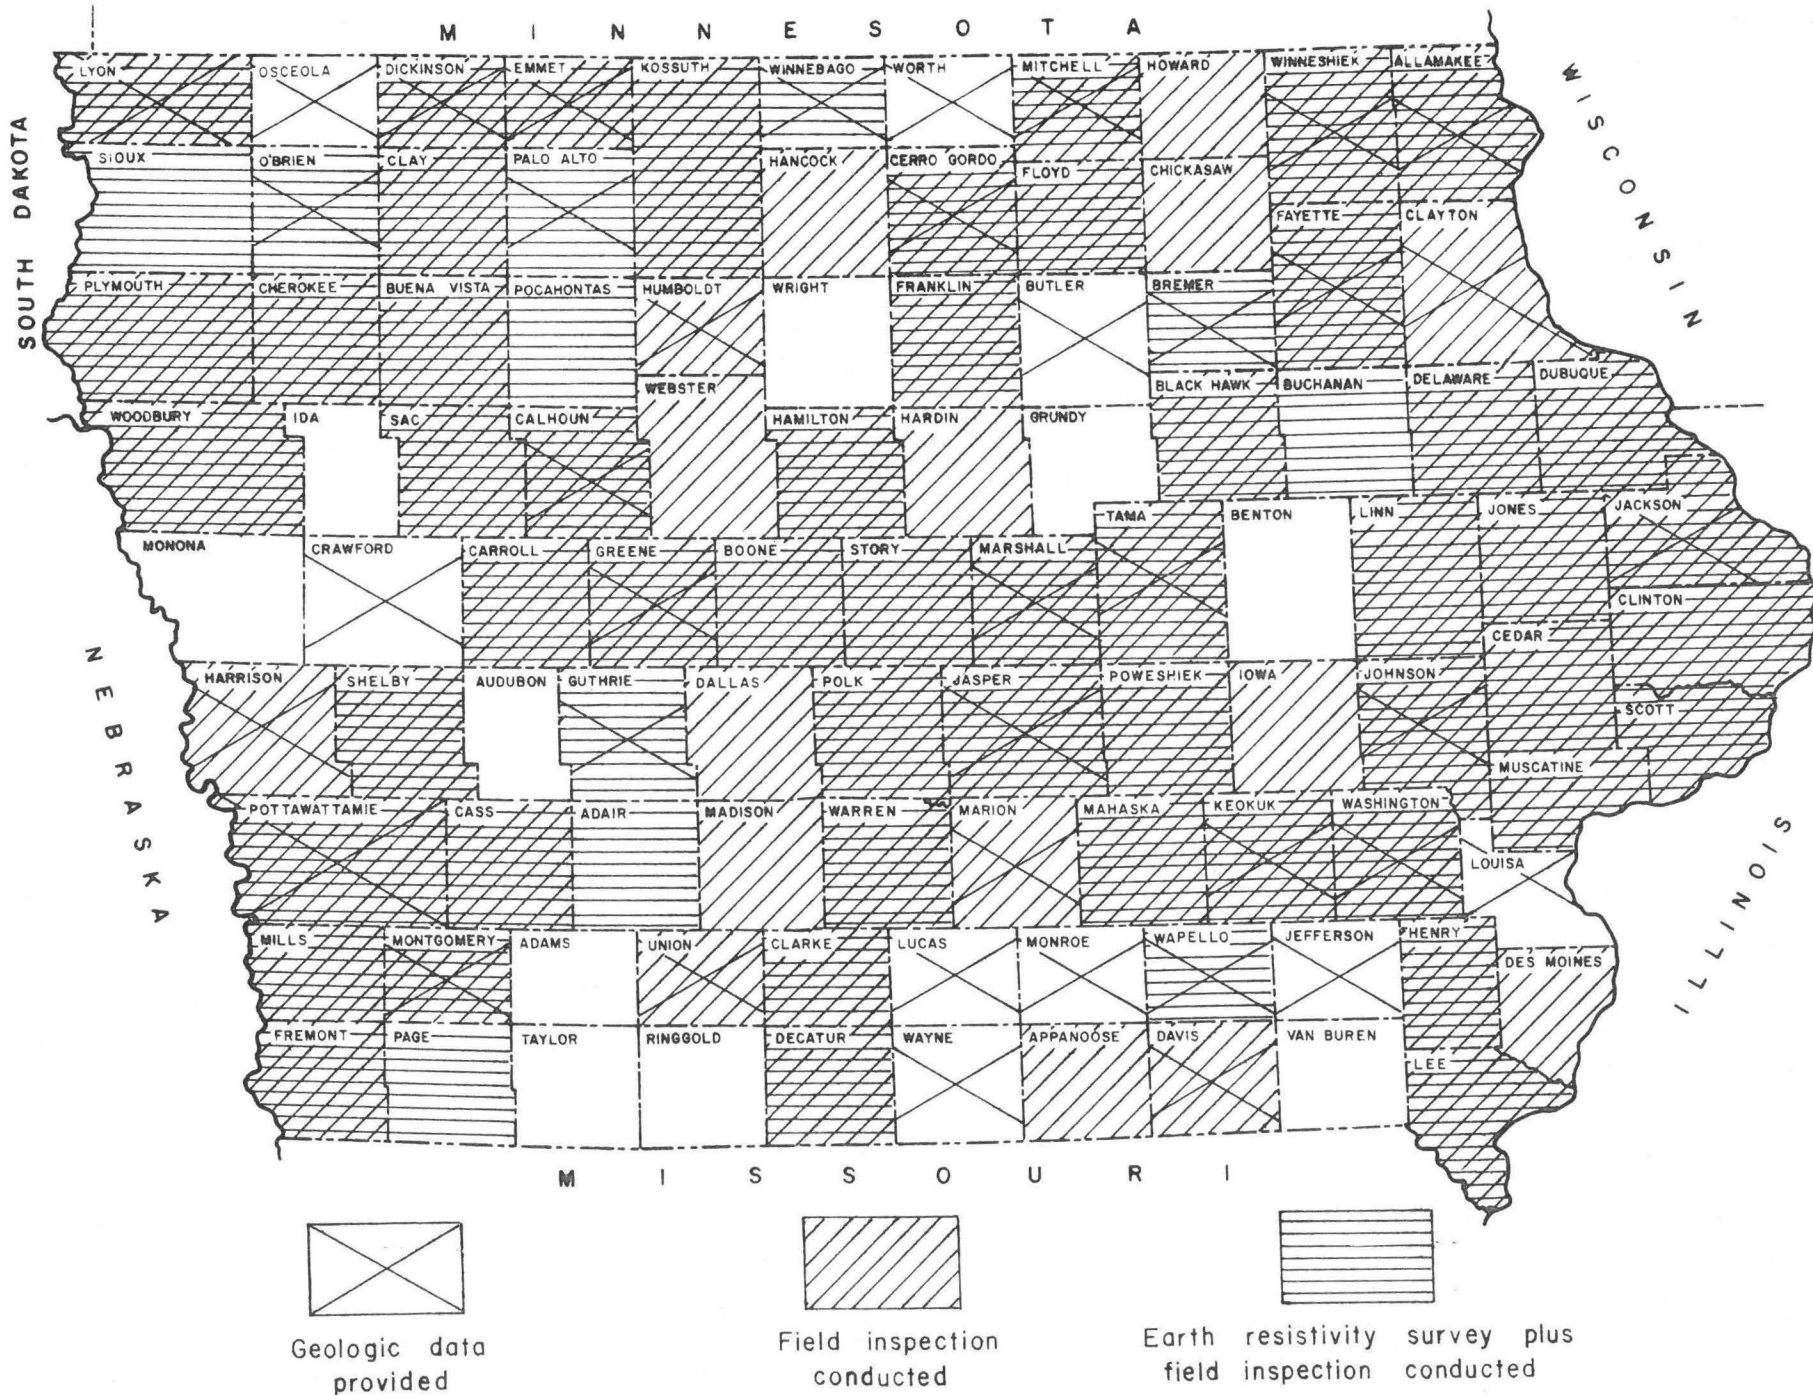 MINNESOTA
LYON OSCEOLA DICKINSON EMMET KOSSUTH WINNEBAGO WORTH MITCHELL HOWARD WINNESHIEK ALLAMAKEE
WISCONSIN
SOUTH DAKOTA
SIOUX O'BRIEN CLAY PALO ALTO HANCOCK CERRO GORDO FLOYD CHICKASAW
FAYETTE CLAYTON
PLYMOUTH CHEROKEE BUENA VISTA POCAHONTAS HUMBOLDT WRIGHT FRANKLIN BUTLER BREMER
WEBSTER BLACK HAWK BUCHANAN DELAWARE DUBUQUE
WOODBURY IDA SAC CALHOUN HAMILTON HARDIN GRUNDY
TAMA BENTON LINN JONES JACKSON
MONONA CRAWFORD CARROLL GREENE BOONE STORY MARSHALL
CLINTON
CEDAR
NEBRASKA
HARRISON SHELBY AUDUBON GUTHRIE DALLAS POLK JASPER POWESHIEK IOWA JOHNSON
SCOTT
MUSCATINE
POTTAWATTAMIE CASS ADAIR MADISON WARREN MARION MAHASKA KEOKUK WASHINGTON
LOUISA
ILLINOIS
MILLS MONTGOMERY ADAMS UNION CLARKE LUCAS MONROE WAPELLO JEFFERSON HENRY
DES MOINES
FREMONT PAGE TAYLOR RINGGOLD DECATUR WAYNE APPANOOSE DAVIS VAN BUREN
LEE
MISSOURI
Geologic data
provided
Field inspection
conducted
Earth resistivity survey plus
field inspection conducted